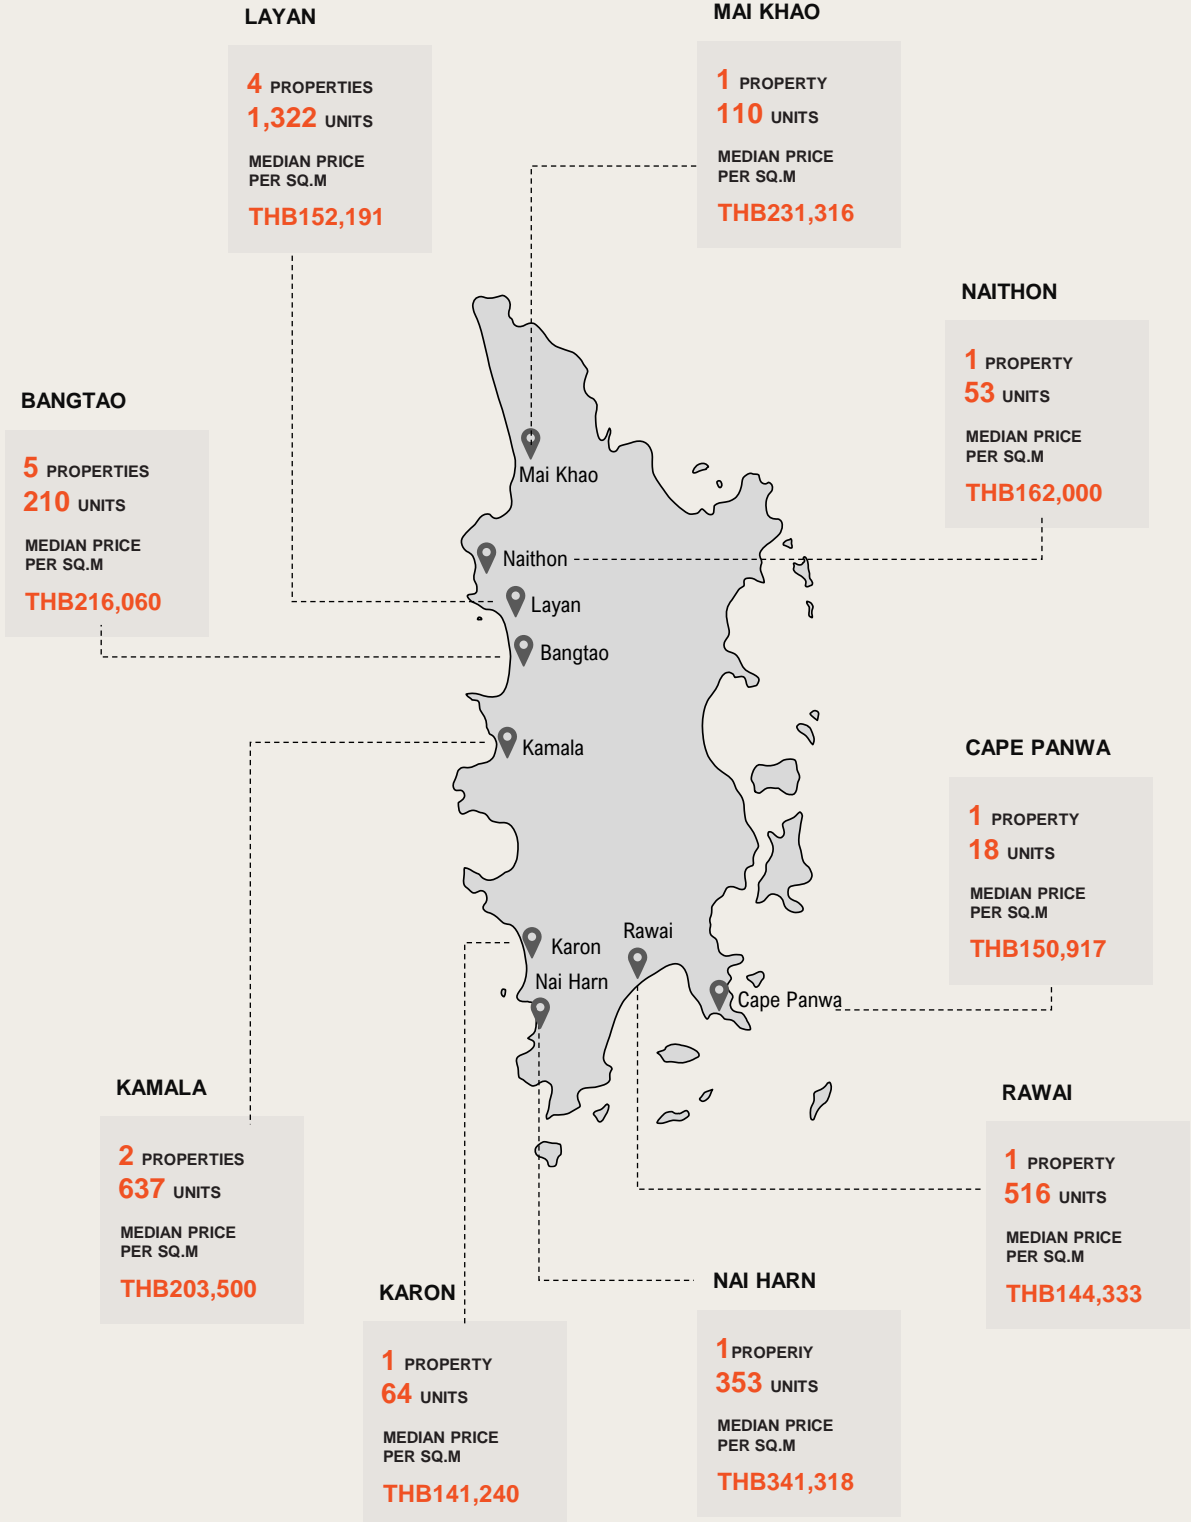 LAYAN
4 PROPERTIES
1,322 UNITS
MEDIAN PRICE
PER SQ.M
THB152,191
MAI KHAO
1 PROPERTY
110 UNITS
MEDIAN PRICE
PER SQ.M
THB231,316
NAITHON
1 PROPERTY
53 UNITS
MEDIAN PRICE
PER SQ.M
THB162,000
BANGTAO
5 PROPERTIES
210 UNITS
MEDIAN PRICE
PER SQ.M
THB216,060
Mai Khao
Naithon
Layan
Bangtao
Kamala
Karon
Rawai
Nai Harn
Cape Panwa
CAPE PANWA
1 PROPERTY
18 UNITS
MEDIAN PRICE
PER SQ.M
THB150,917
KAMALA
2 PROPERTIES
637 UNITS
MEDIAN PRICE
PER SQ.M
THB203,500
RAWAI
1 PROPERTY
516 UNITS
MEDIAN PRICE
PER SQ.M
THB144,333
KARON
1 PROPERTY
64 UNITS
MEDIAN PRICE
PER SQ.M
THB141,240
NAI HARN
1PROPERIY
353 UNITS
MEDIAN PRICE
PER SQ.M
THB341,318